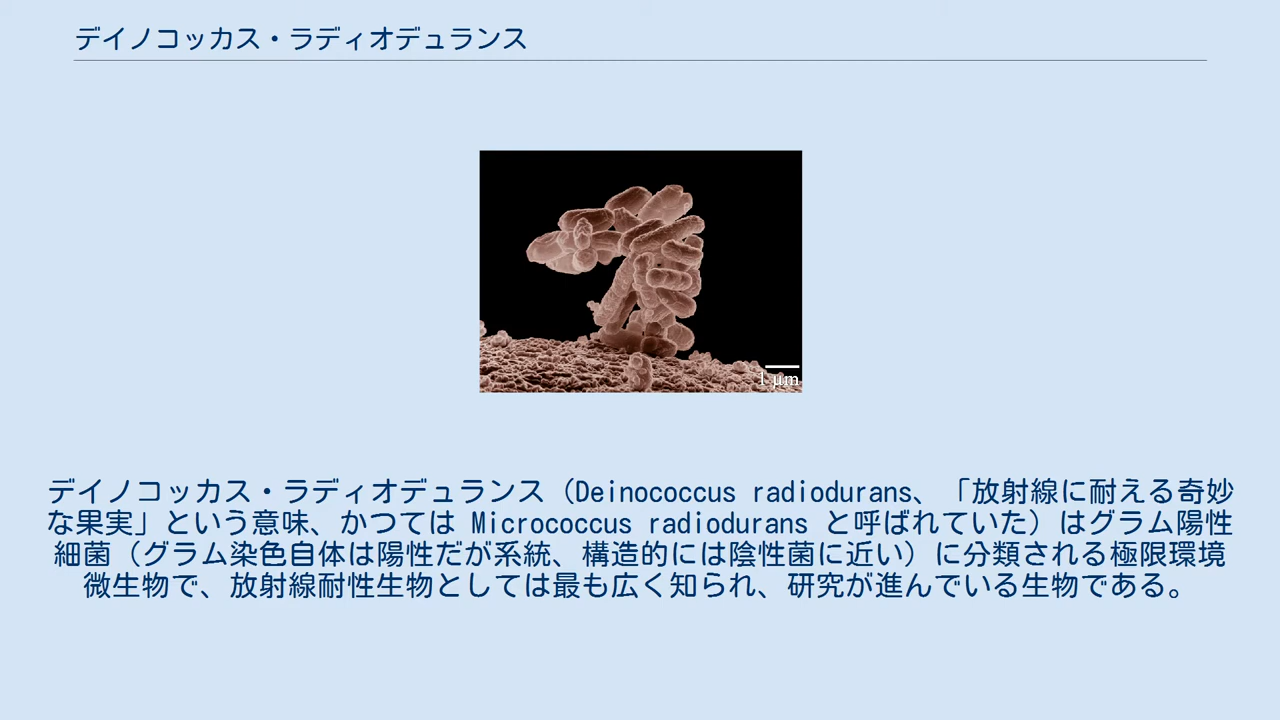 デイノコッカス・ラディオデュランス
1 μm
デイノコッカス・ラディオデュランス（Deinococcus radiodurans、「放射線に耐える奇妙
な果実」という意味、かつては Micrococcus radiodurans と呼ばれていた）はグラム陽性
細菌（グラム染色自体は陽性だが系統、構造的には陰性菌に近い）に分類される極限環境
微生物で、放射線耐性生物としては最も広く知られ、研究が進んでいる生物である。